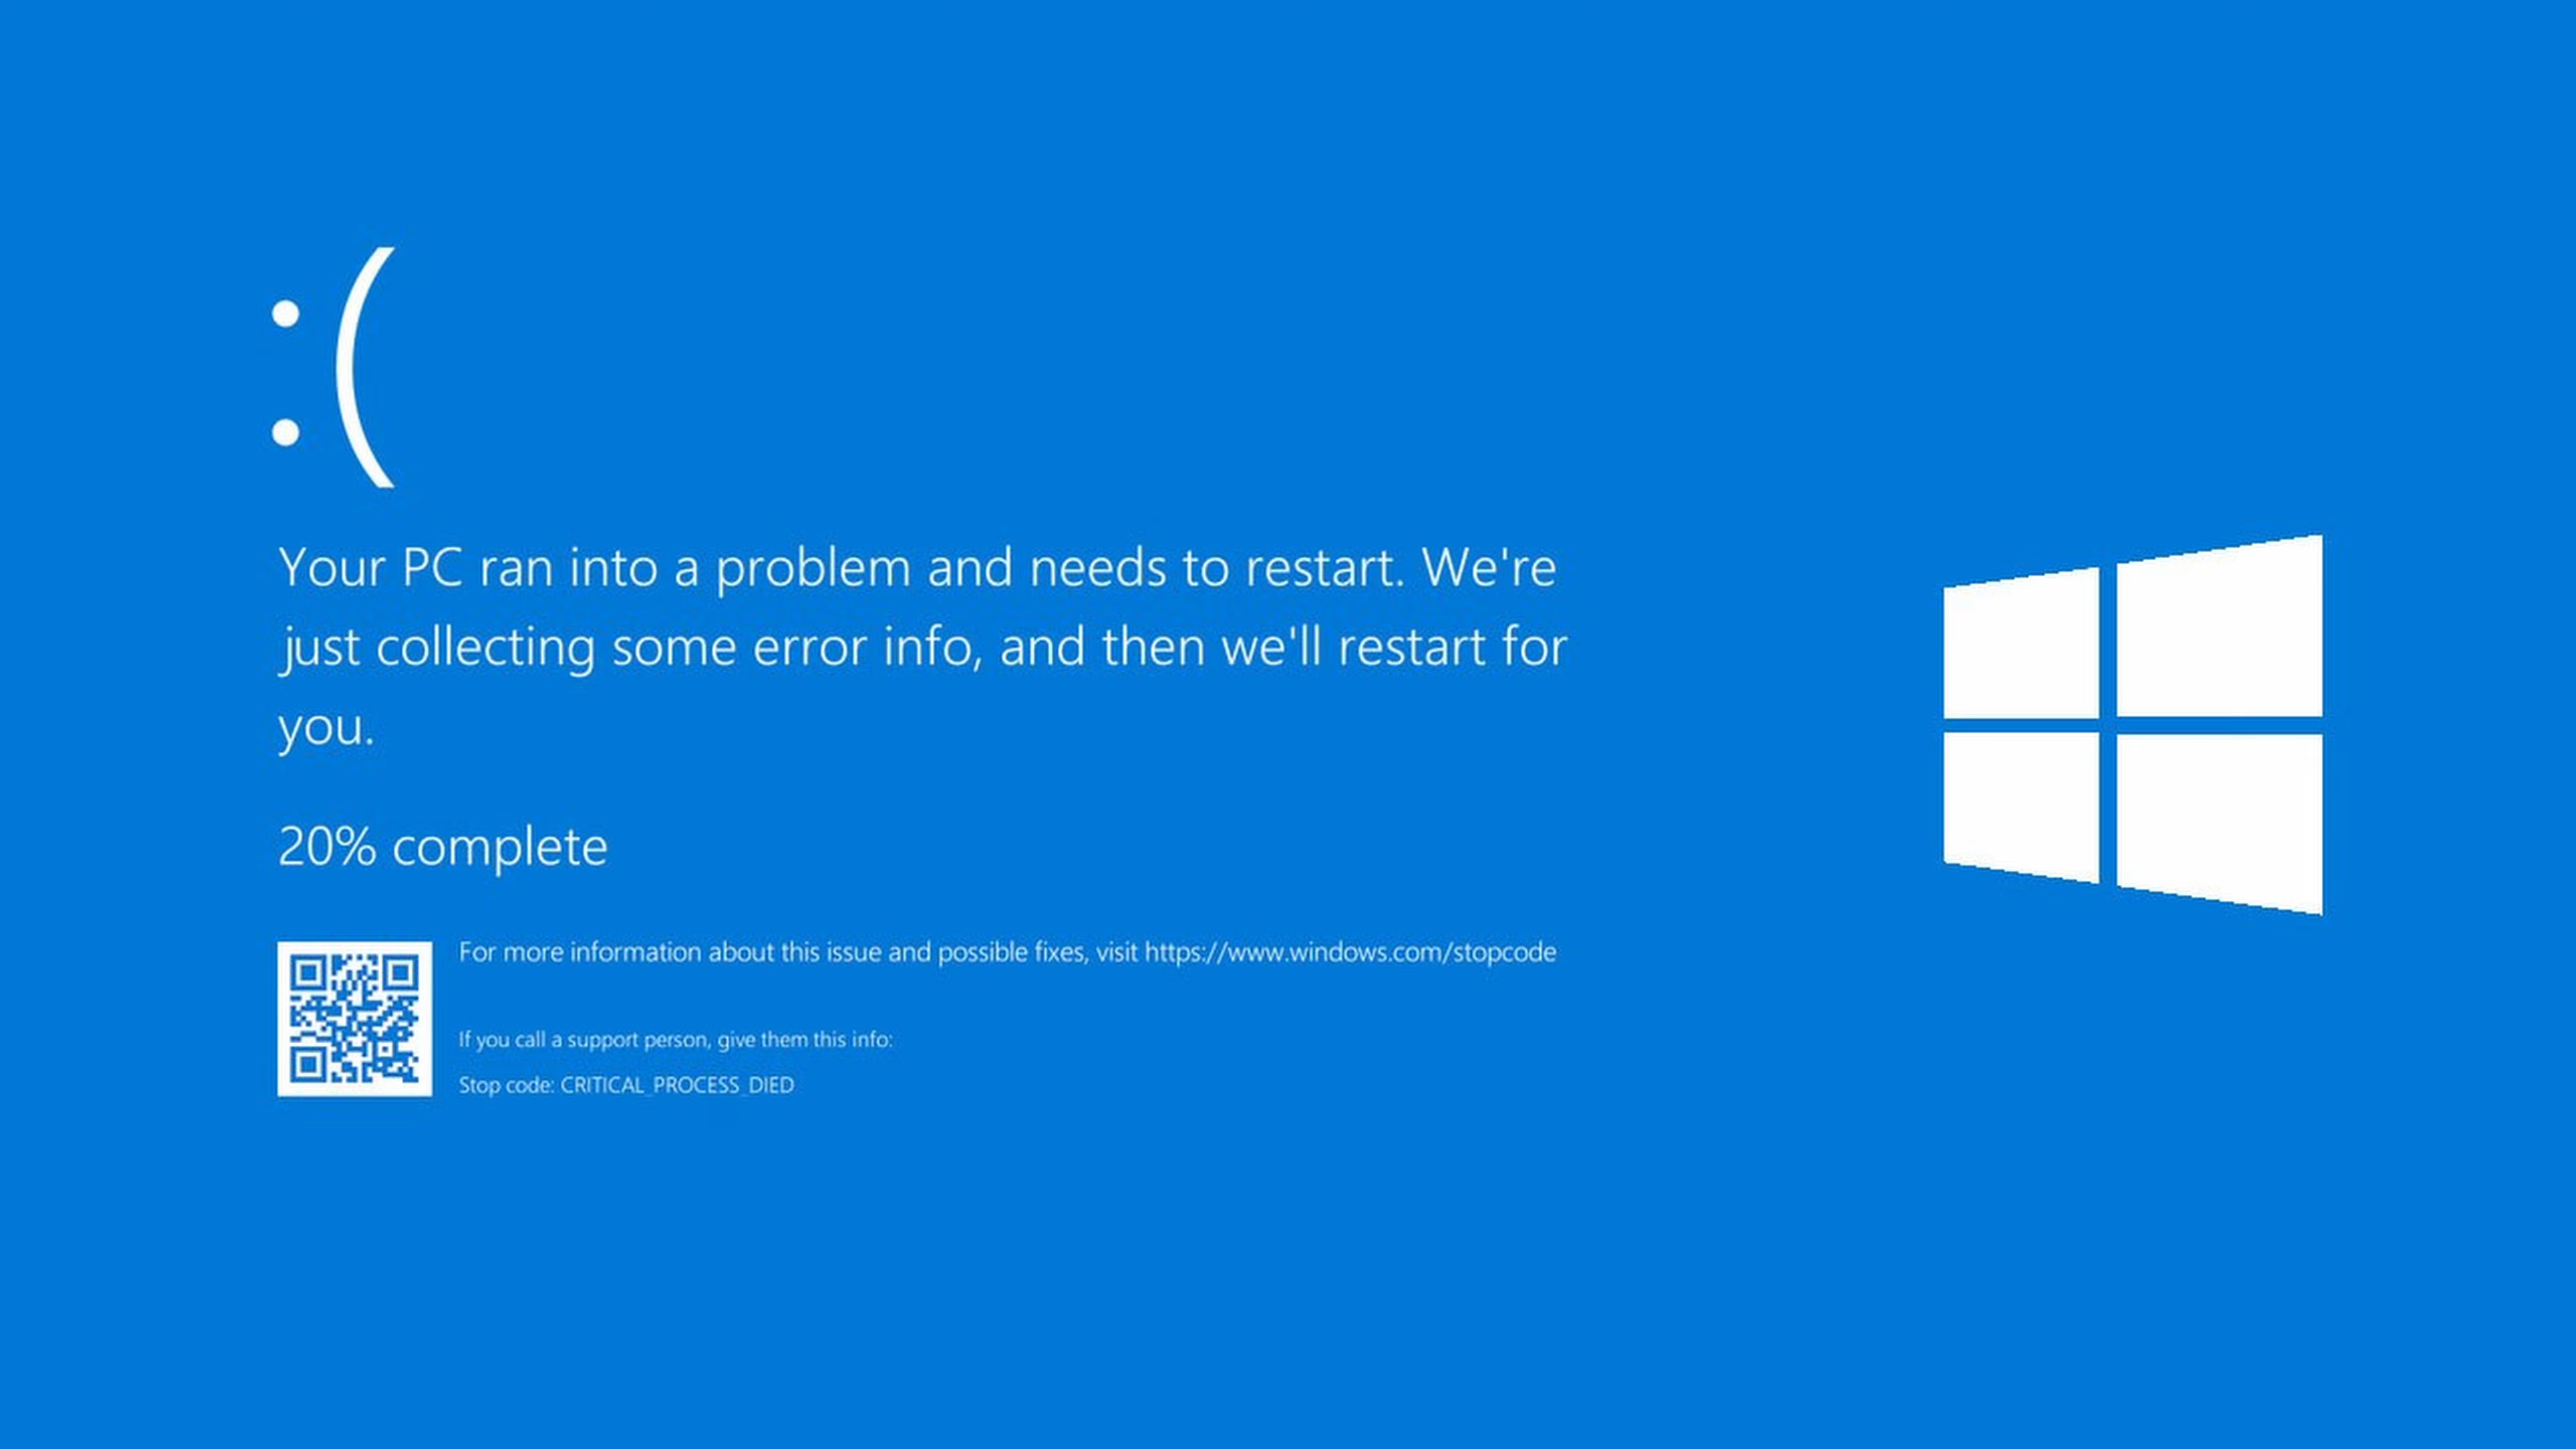 :(
Your PC ran into a problem and needs to restart. We're
just collecting some error info, and then we'll restart for
you.
20% complete
For more information about this issue and possible fixes, visit https://www.windows.com/stopcode
If you call a support person, give them this info:
Stop code: CRITICAL_PROCESS_DIED